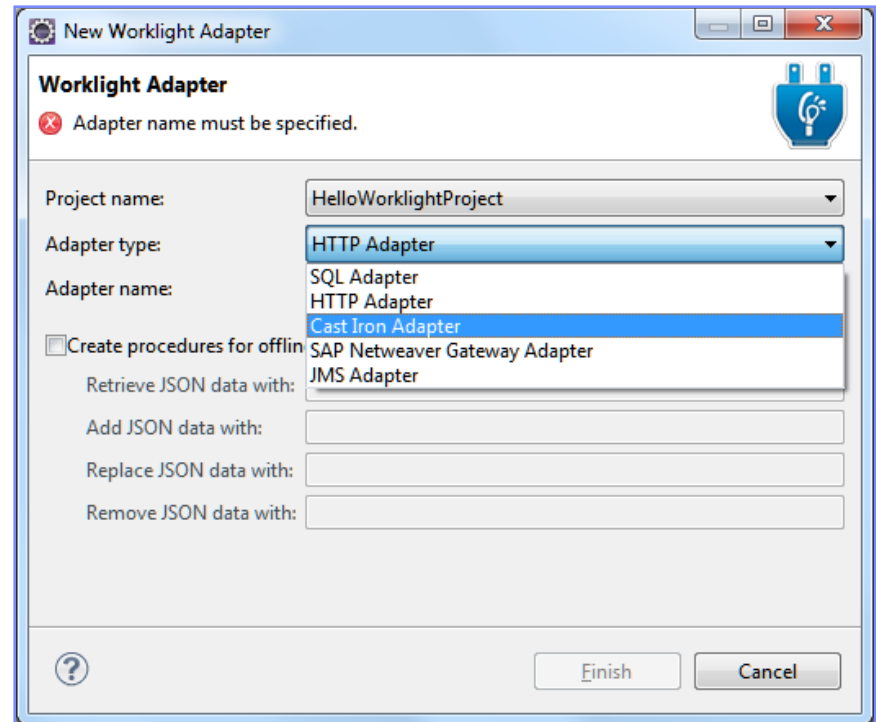 New Worklight Adapter
Worklight Adapter
Adapter name must be specified.
Project name:
HelloWorklightProject
Adapter type:
HTTP Adapter
Adapter name:
SQL Adapter
HTTP Adapter
Cast Iron Adapter
SAP Netweaver Gateway Adapter
JMS Adapter
Create procedures for offlin
Retrieve JSON data with:
Add JSON data with:
Replace JSON data with:
Remove JSON data with:
?
Finish
Cancel